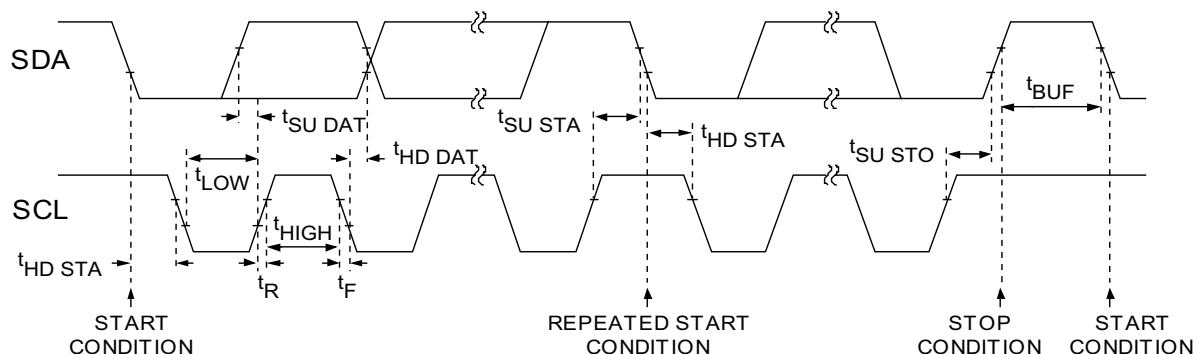 SDA
tSU DAT
tHD DAT
tSU STA
tHD STA
tSU STO
tBUF
tLOW
SCL
tHIGH
tHD STA
tR
tF
START
CONDITION
REPEATED START
CONDITION
STOP
CONDITION
START
CONDITION